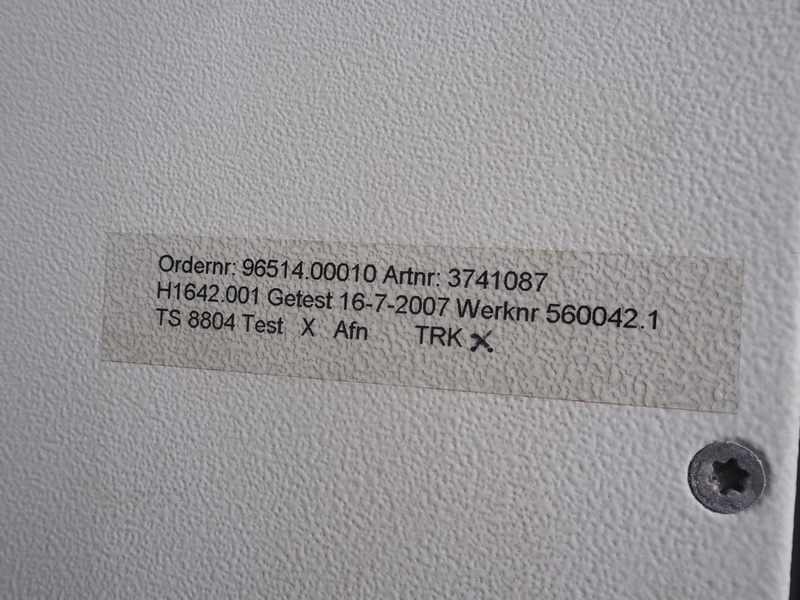 Ordernr: 96514.00010 Artnr: 3741087
H1642.001 Getest 16-7-2007 Werknr 560042.1
TS 8804 Test X Afn TRK X